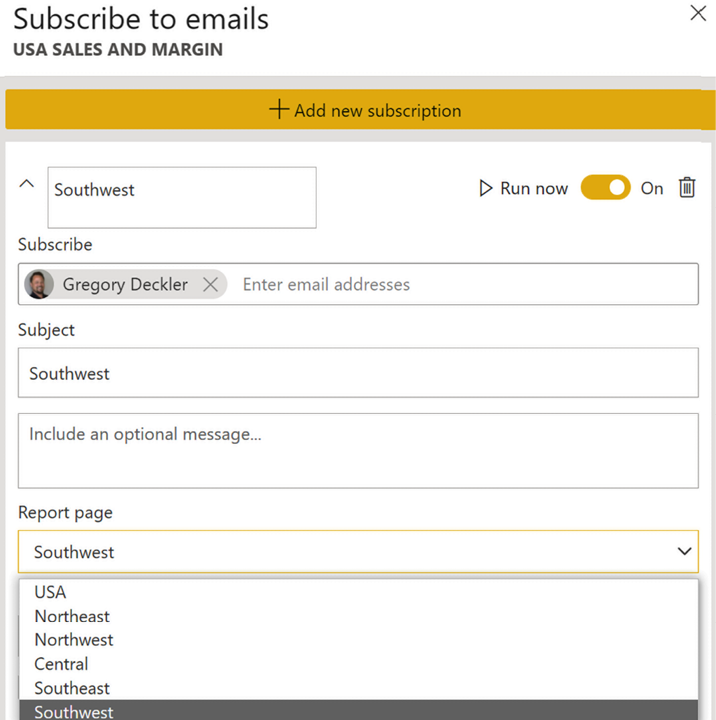 Subscribe to emails
USA SALES AND MARGIN
Add new subscription
Southwest
Run now
On
Subscribe
Gregory Deckler
Enter email addresses
Subject
Southwest
Include an optional message...
Report page
Southwest
USA
Northeast
Northwest
Central
Southeast
Southwest